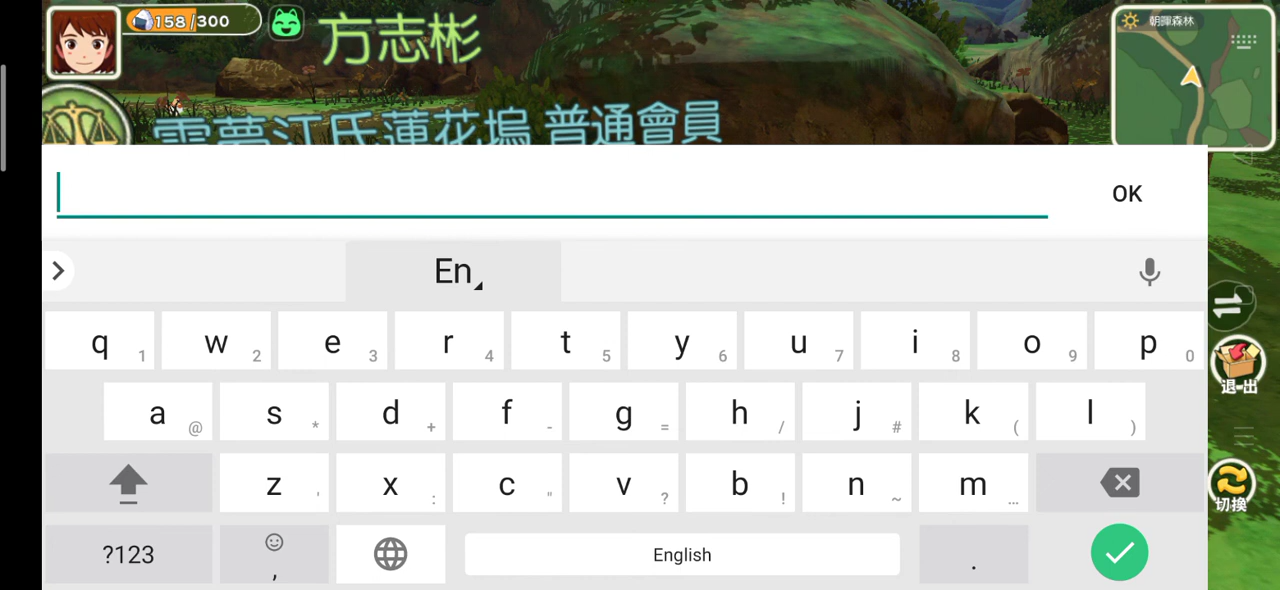 158/300
方志彬
雲夢江氏蓮花塢 普通會員
朝暉森林
OK
En
q 1 w 2 e 3 r 4 t 5 y 6 u 7 i 8 o 9 p 0
退出
a @ s * d + f - g = h / j # k ( l )
z ' x : c " v ? b ! n ~ m …
切換
?123 , English .